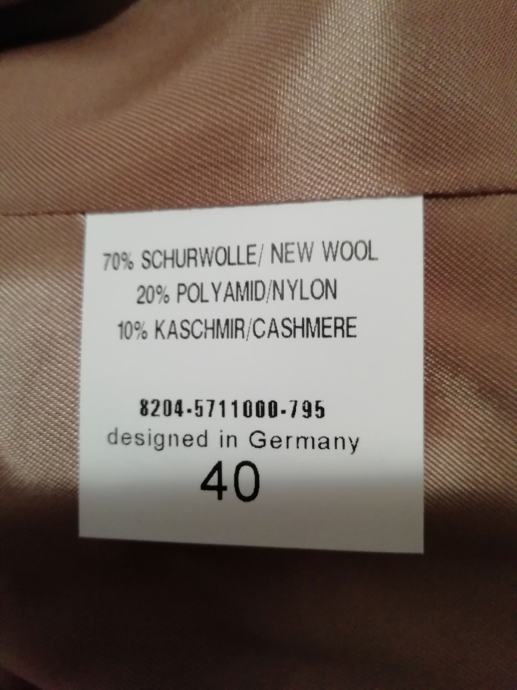 70% SCHURWOLLE/ NEW WOOL
20% POLYAMID/NYLON
10% KASCHMIR/CASHMERE
8204-5711000-795
designed in Germany
40